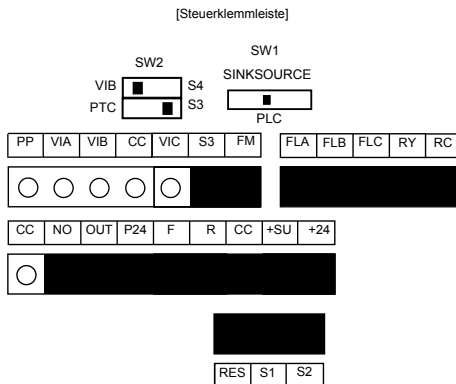 [Steuerklemmleiste]
SW1
SW2
SINKSOURCE
VIB S4
PTC S3
PLC
PP VIA VIB CC VIC S3 FM FLA FLB FLC RY RC
CC NO OUT P24 F R CC +SU +24
RES S1 S2